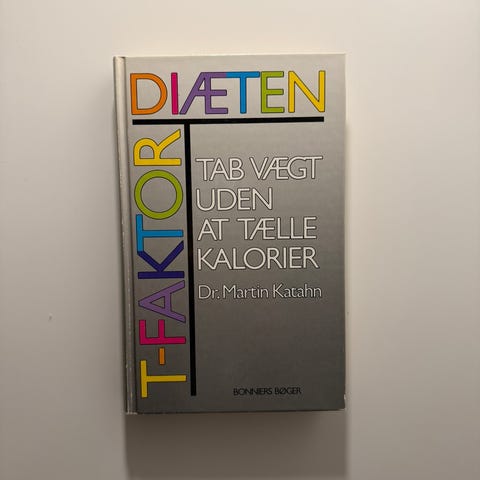 T-FAKTOR
DIÆTEN
TAB VÆGT
UDEN
AT TÆLLE
KALORIER
Dr. Martin Katahn
BONNIERS BØGER